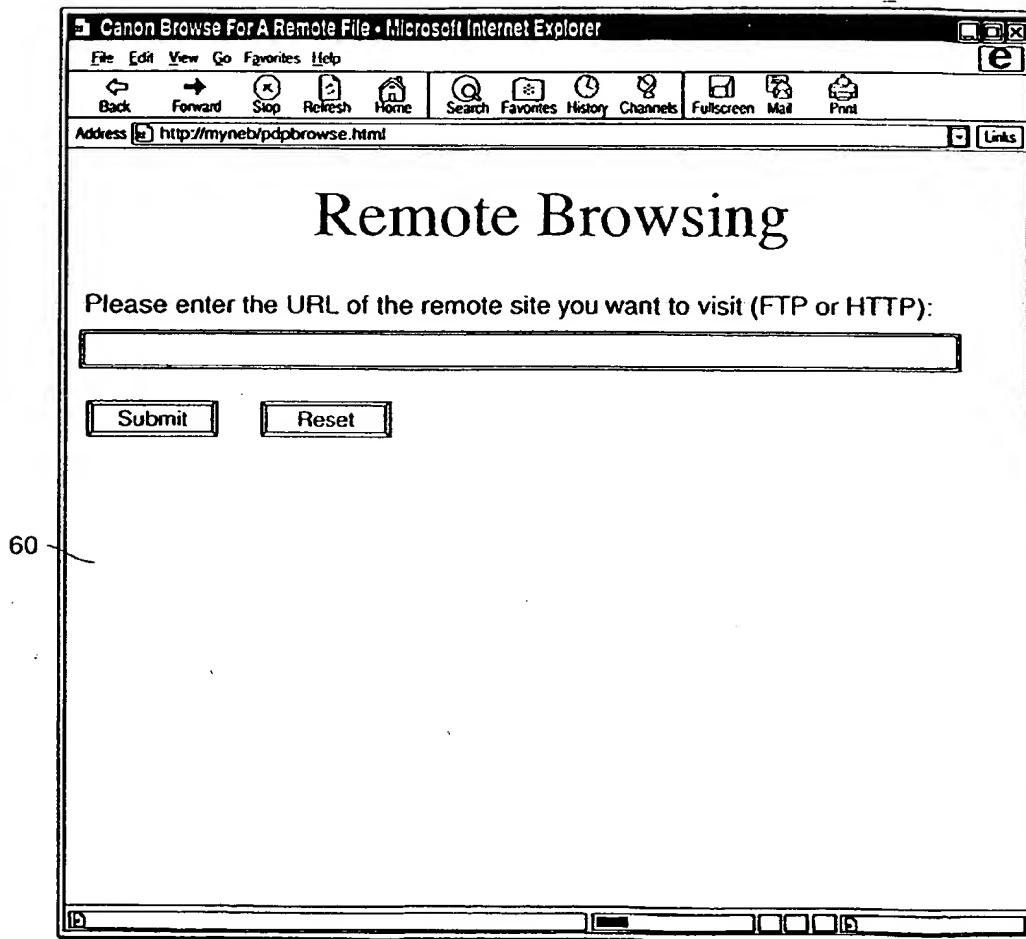 Canon Browse For A Remote File - Microsoft Internet Explorer
File Edit View Go Favorites Help
e
Back Forward Stop Refresh Home Search Favorites History Channels Fullscreen Mail Print
Address http://myneb/pdpbrowse.html Links
Remote Browsing
Please enter the URL of the remote site you want to visit (FTP or HTTP):
Submit Reset
60